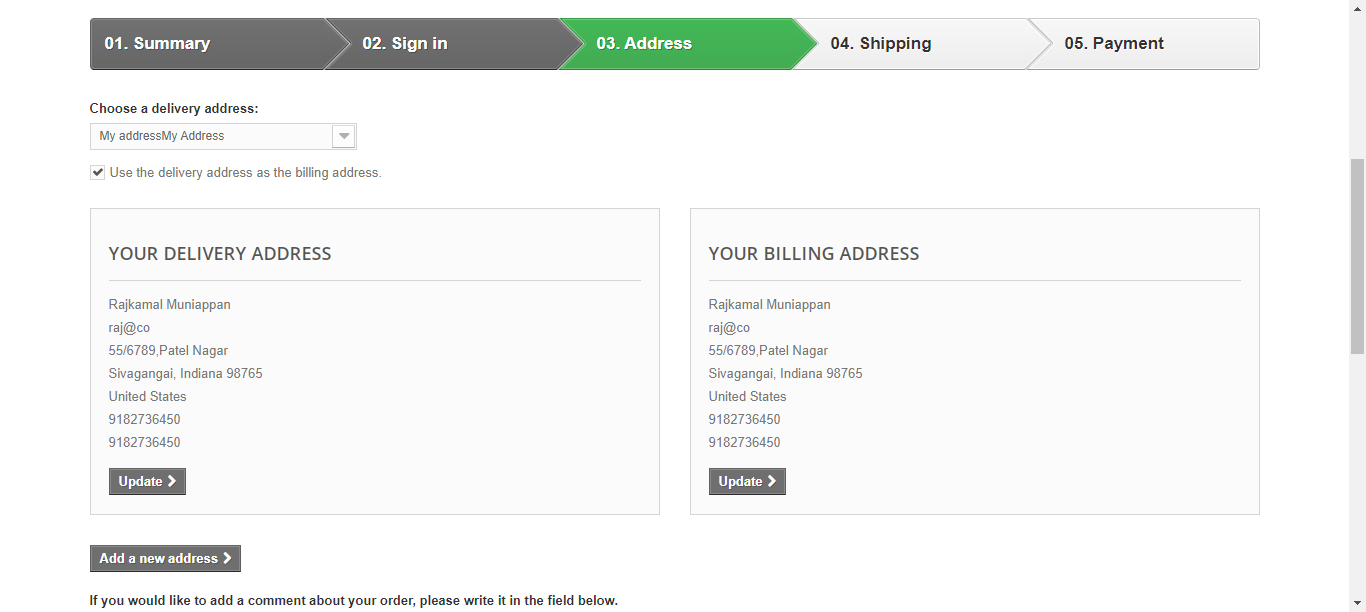 01. Summary
02. Sign in
03. Address
04. Shipping
05. Payment
Choose a delivery address:
My addressMy Address
Use the delivery address as the billing address.
YOUR DELIVERY ADDRESS
Rajkamal Muniappan
raj@co
55/6789,Patel Nagar
Sivagangai, Indiana 98765
United States
9182736450
9182736450
Update
YOUR BILLING ADDRESS
Rajkamal Muniappan
raj@co
55/6789,Patel Nagar
Sivagangai, Indiana 98765
United States
9182736450
9182736450
Update
Add a new address
If you would like to add a comment about your order, please write it in the field below.